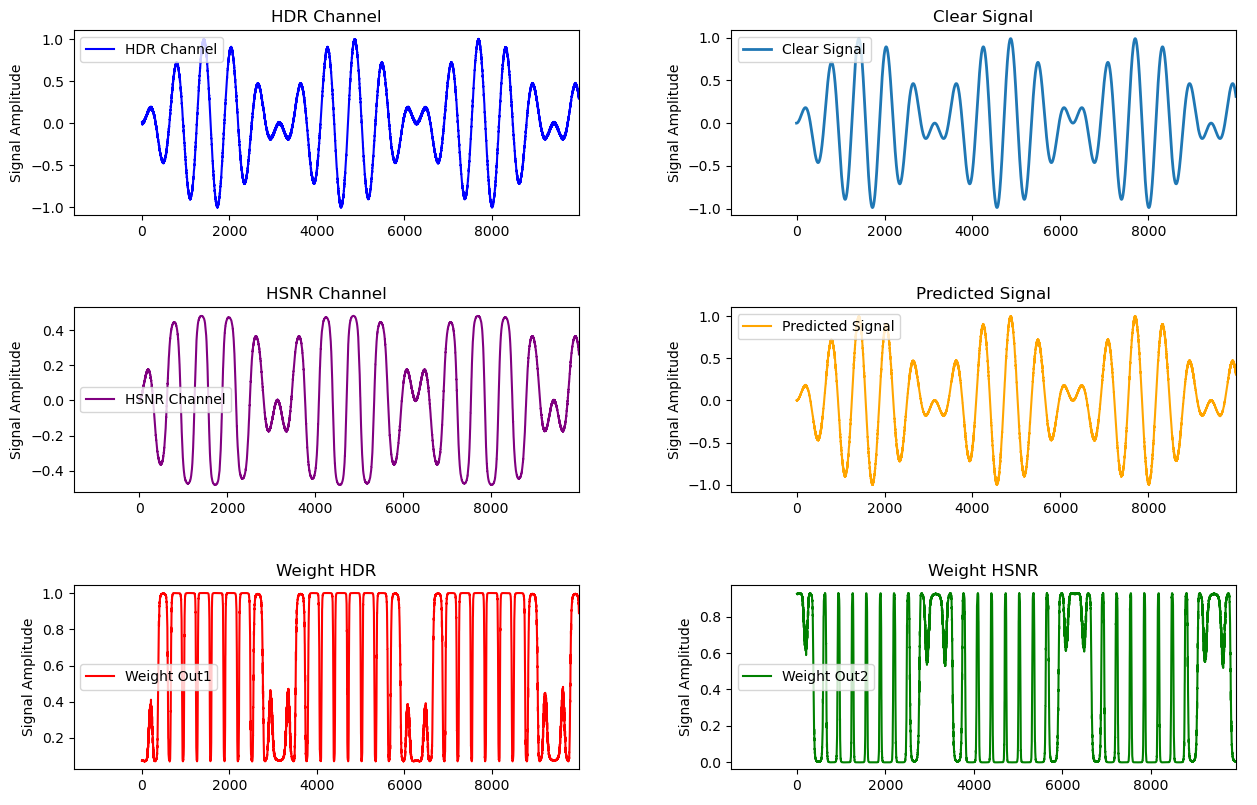 HDR Channel
Signal Amplitude
HDR Channel
1.0
0.5
0.0
−0.5
−1.0
0 2000 4000 6000 8000
Clear Signal
Signal Amplitude
Clear Signal
1.0
0.5
0.0
−0.5
−1.0
0 2000 4000 6000 8000
HSNR Channel
Signal Amplitude
HSNR Channel
0.4
0.2
0.0
−0.2
−0.4
0 2000 4000 6000 8000
Predicted Signal
Signal Amplitude
Predicted Signal
1.0
0.5
0.0
−0.5
−1.0
0 2000 4000 6000 8000
Weight HDR
Signal Amplitude
Weight Out1
1.0
0.8
0.6
0.4
0.2
0 2000 4000 6000 8000
Weight HSNR
Signal Amplitude
Weight Out2
0.8
0.6
0.4
0.2
0.0
0 2000 4000 6000 8000